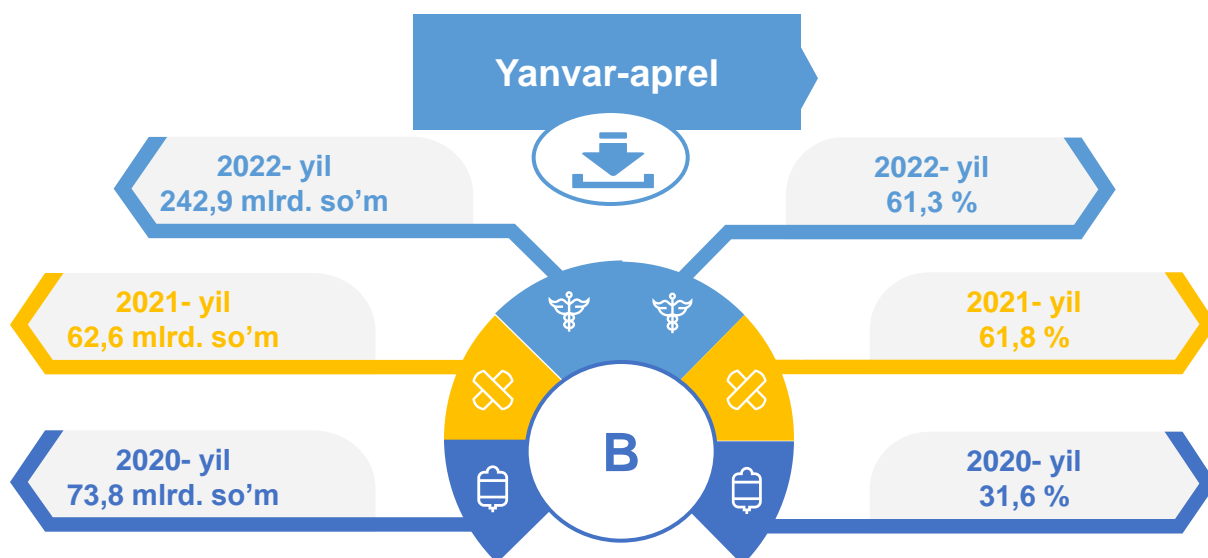 Yanvar-aprel
2022- yil
242,9 mlrd. so’m
2022- yil
61,3 %
2021- yil
62,6 mlrd. so’m
2021- yil
61,8 %
B
2020- yil
73,8 mlrd. so’m
2020- yil
31,6 %